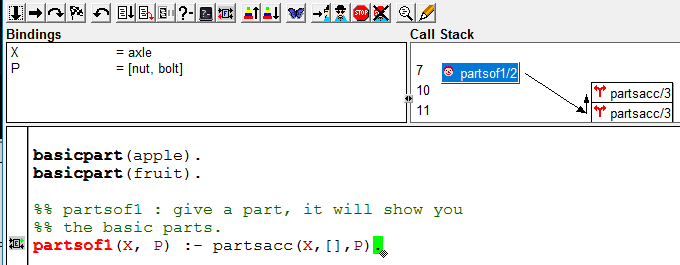 Bindings
Call Stack
X = axle
P = [nut, bolt]
7 partsof1/2
10 partsacc/3
11 partsacc/3
basicpart(apple).
basicpart(fruit).
%% partsof1 : give a part, it will show you
%% the basic parts.
partsof1(X, P) :- partsacc(X,[],P).